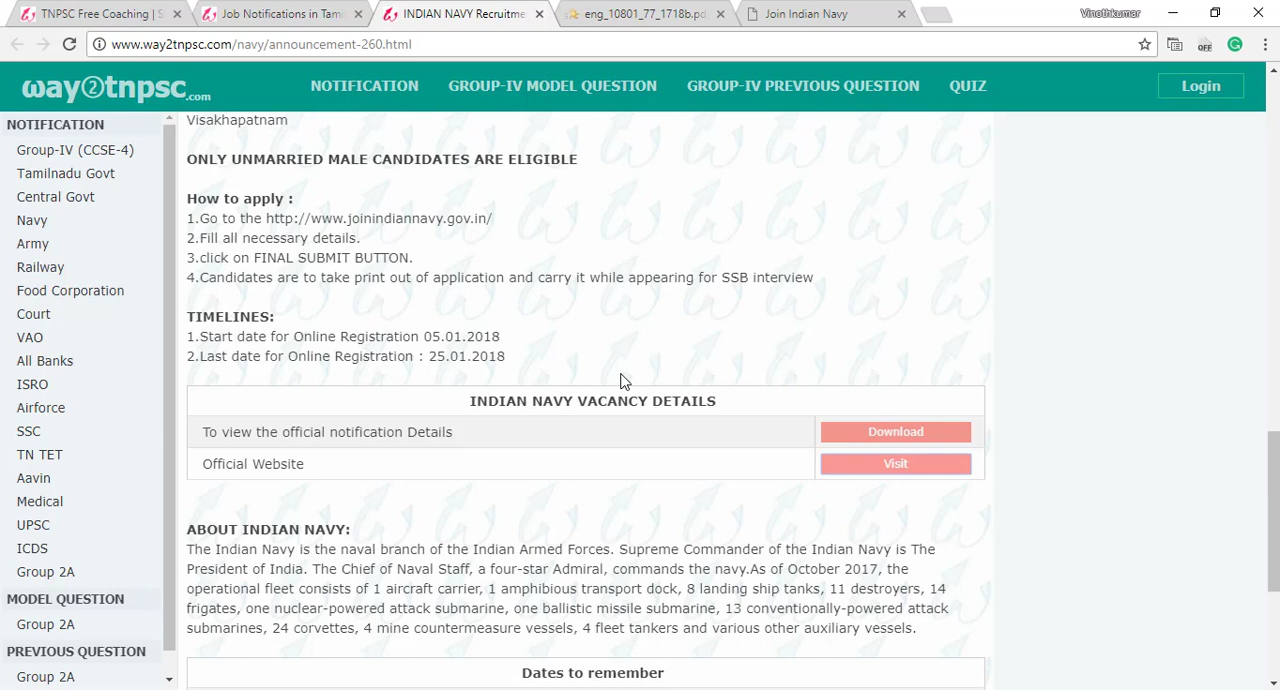 TNPSC Free Coaching | S
Job Notifications in Tami
INDIAN NAVY Recruitme
eng_10801_77_1718b.pd
Join Indian Navy
Vinothkumar
www.way2tnpsc.com/navy/announcement-260.html
OFF
way2tnpsc.com
NOTIFICATION
GROUP-IV MODEL QUESTION
GROUP-IV PREVIOUS QUESTION
QUIZ
Login
NOTIFICATION
Group-IV (CCSE-4)
Tamilnadu Govt
Central Govt
Navy
Army
Railway
Food Corporation
Court
VAO
All Banks
ISRO
Airforce
SSC
TN TET
Aavin
Medical
UPSC
ICDS
Group 2A
MODEL QUESTION
Group 2A
PREVIOUS QUESTION
Group 2A
Visakhapatnam
ONLY UNMARRIED MALE CANDIDATES ARE ELIGIBLE
How to apply :
1.Go to the http://www.joinindiannavy.gov.in/
2.Fill all necessary details.
3.click on FINAL SUBMIT BUTTON.
4.Candidates are to take print out of application and carry it while appearing for SSB interview
TIMELINES:
1.Start date for Online Registration 05.01.2018
2.Last date for Online Registration : 25.01.2018
INDIAN NAVY VACANCY DETAILS
To view the official notification Details
Download
Official Website
Visit
ABOUT INDIAN NAVY:
The Indian Navy is the naval branch of the Indian Armed Forces. Supreme Commander of the Indian Navy is The
President of India. The Chief of Naval Staff, a four-star Admiral, commands the navy.As of October 2017, the
operational fleet consists of 1 aircraft carrier, 1 amphibious transport dock, 8 landing ship tanks, 11 destroyers, 14
frigates, one nuclear-powered attack submarine, one ballistic missile submarine, 13 conventionally-powered attack
submarines, 24 corvettes, 4 mine countermeasure vessels, 4 fleet tankers and various other auxiliary vessels.
Dates to remember